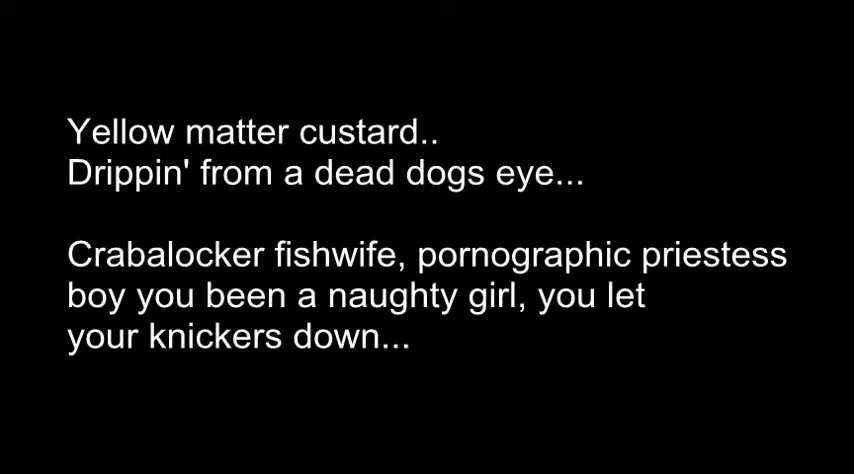 Yellow matter custard..
Drippin' from a dead dogs eye...
Crabalocker fishwife, pornographic priestess
boy you been a naughty girl, you let
your knickers down...